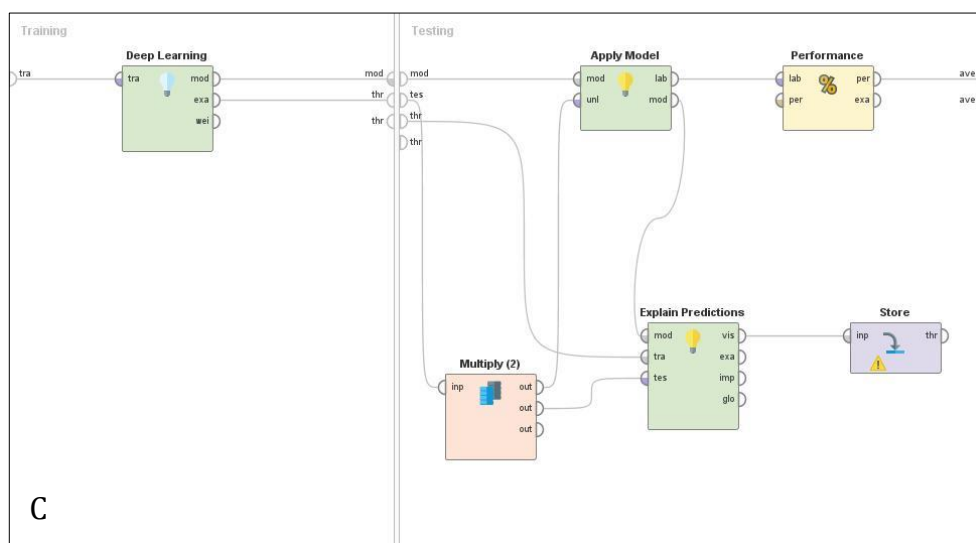 Training
Testing
Deep Learning
Apply Model
Performance
tra
tra
mod
mod
mod
mod
lab
lab
per
ave
exa
thr
tes
unl
mod
per
exa
ave
wei
thr
thr
thr
Explain Predictions
Store
mod
vis
inp
thr
tra
exa
Multiply (2)
tes
imp
inp
out
glo
out
out
C